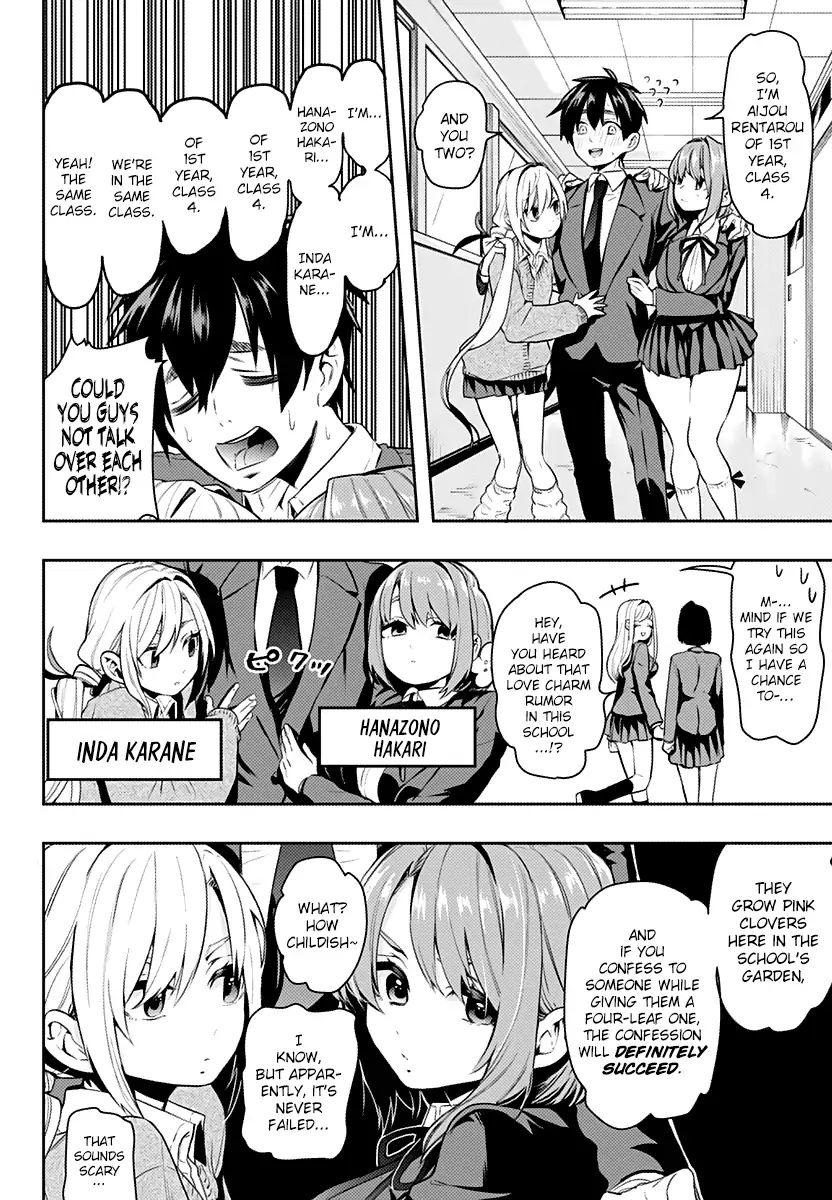 SO,
I'M
AIJOU
RENTAROU
OF 1ST
YEAR,
CLASS 4.
AND
YOU
TWO?
I'M...
HANA-
ZONO
HAKA-
RI...
I'M...
INDA
KARA-
NE...
OF
1ST
YEAR,
CLASS
4.
OF
1ST
YEAR,
CLASS
4.
WE'RE
IN THE
SAME
CLASS.
YEAH!
THE
SAME
CLASS.
COULD
YOU GUYS
NOT TALK
OVER EACH
OTHER!?
M-...
MIND IF WE
TRY THIS
AGAIN SO
I HAVE A
CHANCE
TO-...
HEY,
HAVE
YOU HEARD
ABOUT THAT
LOVE CHARM
RUMOR
IN THIS
SCHOOL
...!?
ピクッ
HANAZONO
HAKARI
INDA KARANE
THEY
GROW PINK
CLOVERS
HERE IN THE
SCHOOL'S
GARDEN,
AND
IF YOU
CONFESS TO
SOMEONE WHILE
GIVING THEM A
FOUR-LEAF ONE,
THE CONFESSION
WILL DEFINITELY
SUCCEED.
WHAT?
HOW
CHILDISH~
I
KNOW,
BUT APPAR-
ENTLY, IT'S
NEVER
FAILED...
THAT
SOUNDS
SCARY
...